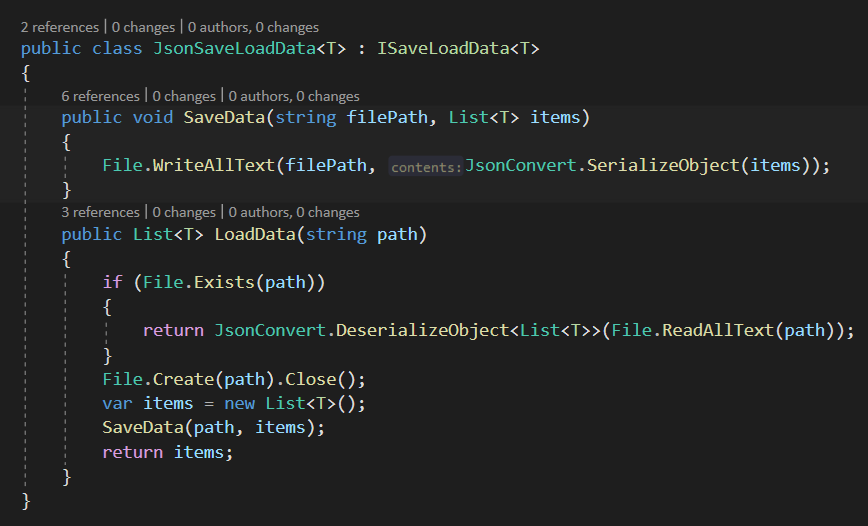 2 references | 0 changes | 0 authors, 0 changes
public class JsonSaveLoadData<T> : ISaveLoadData<T>
{
6 references | 0 changes | 0 authors, 0 changes
public void SaveData(string filePath, List<T> items)
{
File.WriteAllText(filePath, contents:JsonConvert.SerializeObject(items));
}
3 references | 0 changes | 0 authors, 0 changes
public List<T> LoadData(string path)
{
if (File.Exists(path))
{
return JsonConvert.DeserializeObject<List<T>>(File.ReadAllText(path));
}
File.Create(path).Close();
var items = new List<T>();
SaveData(path, items);
return items;
}
}